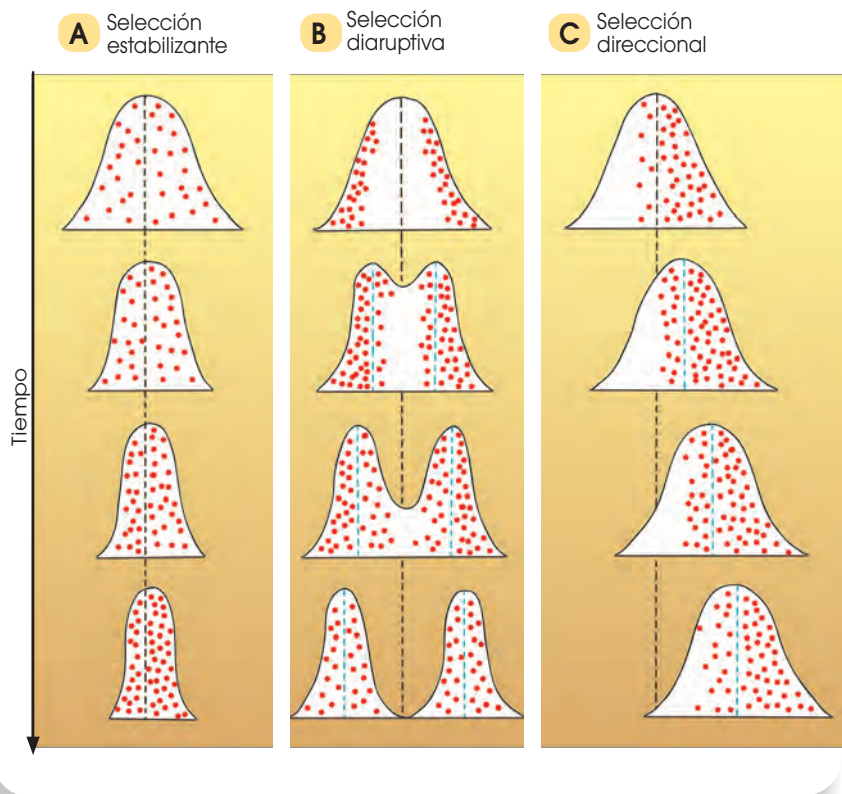 A Selección
estabilizante
B Selección
diaruptiva
C Selección
direccional
Tiempo